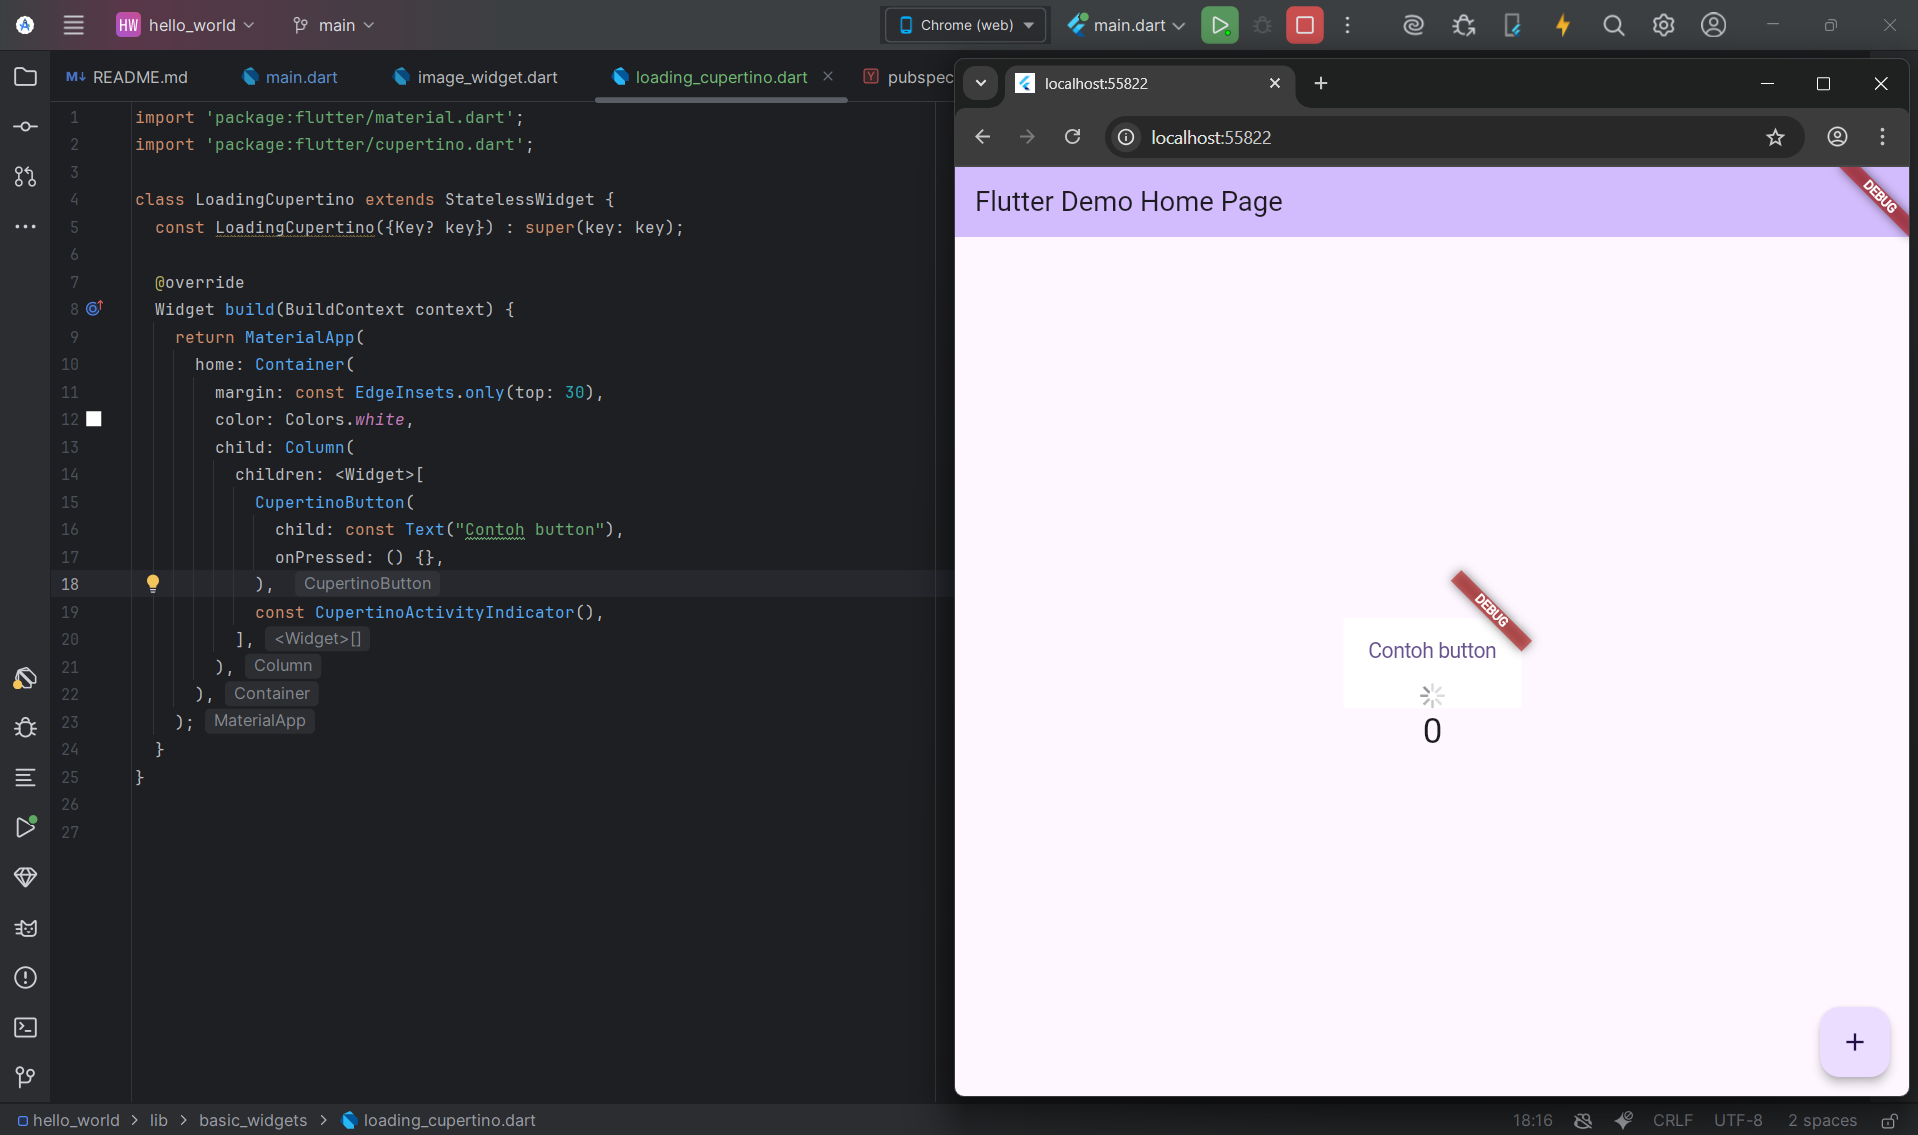 HW hello_world main Chrome (web) main.dart
README.md main.dart image_widget.dart loading_cupertino.dart pubspec
1 import 'package:flutter/material.dart';
2 import 'package:flutter/cupertino.dart';
3
4 class LoadingCupertino extends StatelessWidget {
5 const LoadingCupertino({Key? key}) : super(key: key);
6
7 @override
8 Widget build(BuildContext context) {
9 return MaterialApp(
10 home: Container(
11 margin: const EdgeInsets.only(top: 30),
12 color: Colors.white,
13 child: Column(
14 children: <Widget>[
15 CupertinoButton(
16 child: const Text("Contoh button"),
17 onPressed: () {},
18 ), CupertinoButton
19 const CupertinoActivityIndicator(),
20 ], <Widget>[]
21 ), Column
22 ), Container
23 ); MaterialApp
24 }
25 }
26
27
localhost:55822
localhost:55822
Flutter Demo Home Page
DEBUG
DEBUG
Contoh button
0
+
hello_world > lib > basic_widgets > loading_cupertino.dart
18:16 CRLF UTF-8 2 spaces